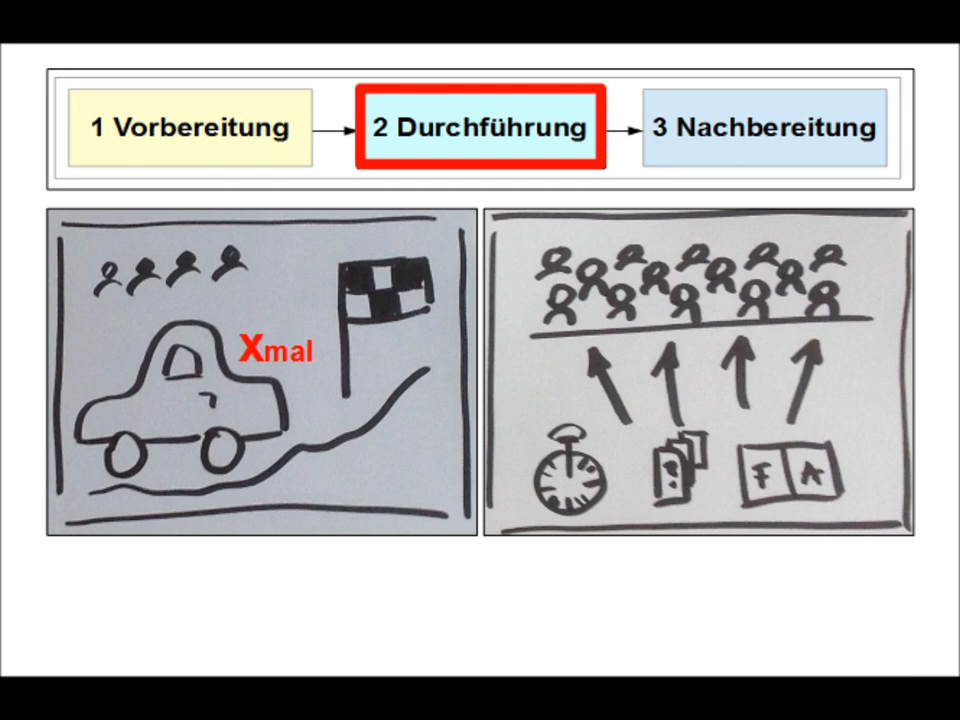 1 Vorbereitung
2 Durchführung
3 Nachbereitung
Xmal
?
F A